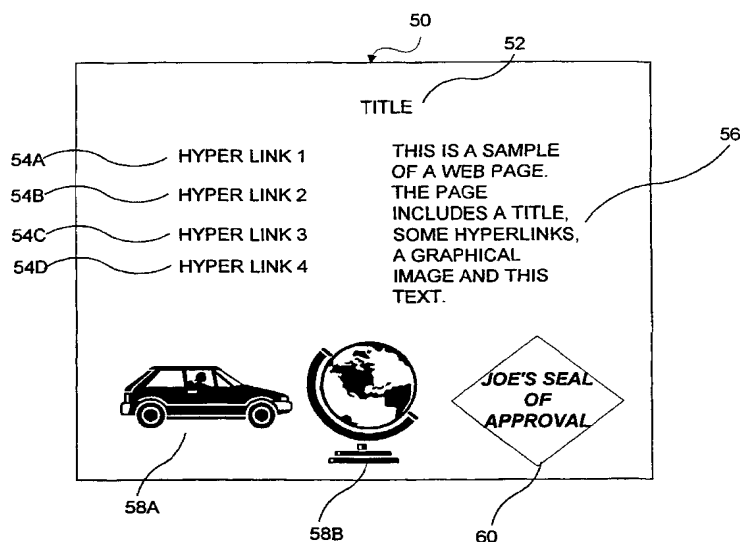 50
52
TITLE
54A
HYPER LINK 1
54B
HYPER LINK 2
54C
HYPER LINK 3
54D
HYPER LINK 4
THIS IS A SAMPLE
OF A WEB PAGE.
THE PAGE
INCLUDES A TITLE,
SOME HYPERLINKS,
A GRAPHICAL
IMAGE AND THIS
TEXT.
56
JOE'S SEAL
OF
APPROVAL
58A
58B
60